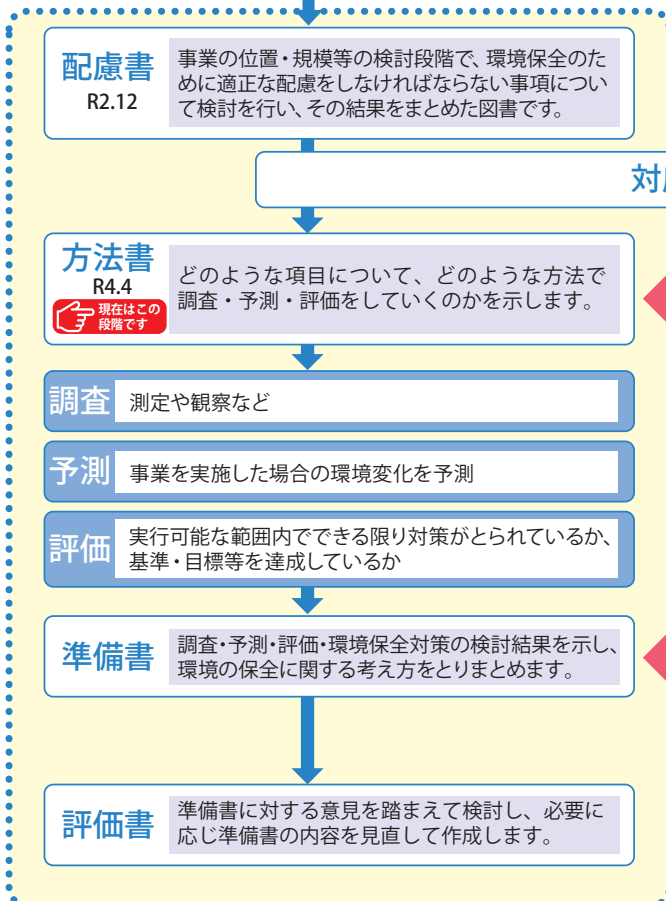 配慮書
R2.12
事業の位置・規模等の検討段階で、環境保全のた
めに適正な配慮をしなければならない事項につい
て検討を行い、その結果をまとめた図書です。
対
方法書
R4.4
現在はこの
段階です
どのような項目について、どのような方法で
調査・予測・評価をしていくのかを示します。
調査
測定や観察など
予測
事業を実施した場合の環境変化を予測
評価
実行可能な範囲内でできる限り対策がとられているか、
基準・目標等を達成しているか
準備書
調査・予測・評価・環境保全対策の検討結果を示し、
環境の保全に関する考え方をとりまとめます。
評価書
準備書に対する意見を踏まえて検討し、必要に
応じ準備書の内容を見直して作成します。